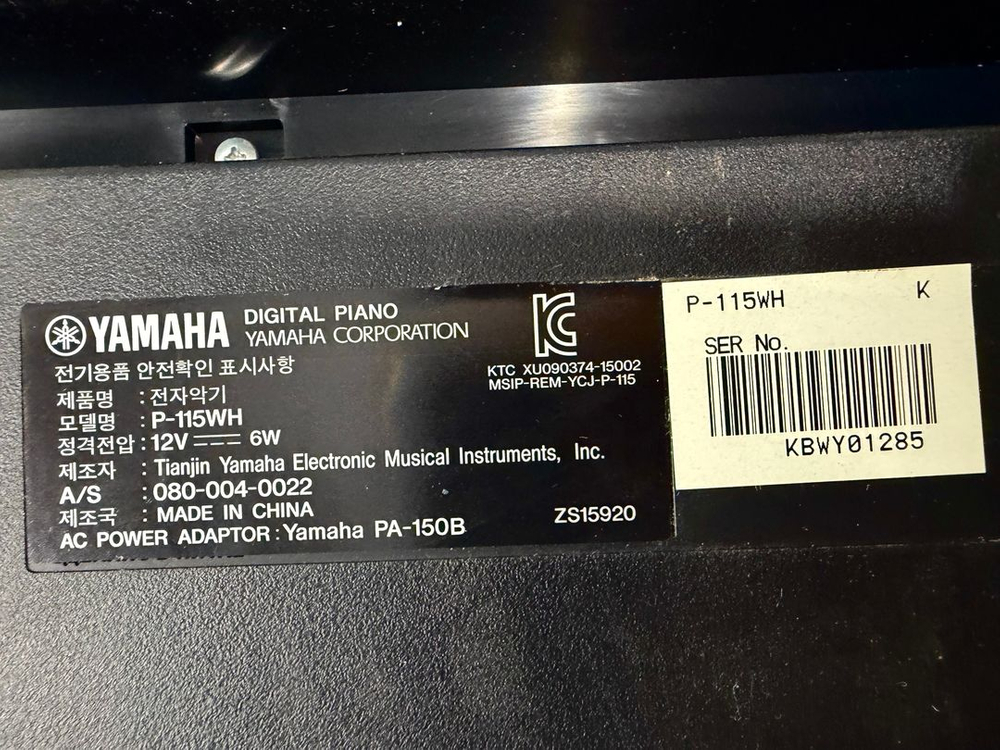 YAMAHA
DIGITAL PIANO
YAMAHA CORPORATION
KTC XU090374-15002
MSIP-REM-YCJ-P-115
전기용품 안전확인 표시사항
제품명 : 전자악기
모델명 : P-115WH
정격전압 : 12V 6W
제조자 : Tianjin Yamaha Electronic Musical Instruments, Inc.
A/S : 080-004-0022
제조국 : MADE IN CHINA
AC POWER ADAPTOR : Yamaha PA-150B
ZS15920
P-115WH K
SER No.
KBWY01285